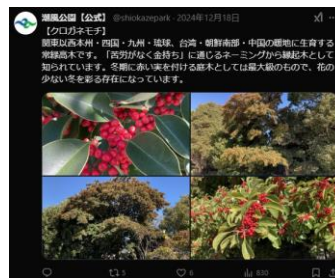 潮風公園【公式】 @shiokazepark · 2024年12月18日
【クロガネモチ】
関東以西本州・四国・九州・琉球、台湾・朝鮮南部・中国の暖地に生育する
常緑高木です。「苦労がなく金持ち」に通じるネーミングから縁起木として
知られています。冬期に赤い実を付ける庭木としては最大級のもので、花の
少ない冬を彩る存在になっています。
5 6 830